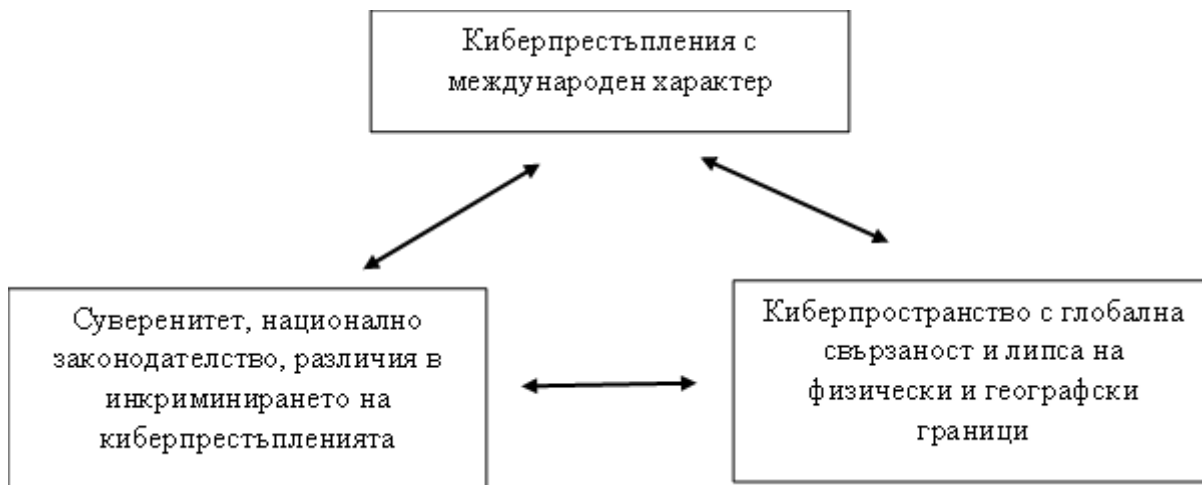 Киберпрестъпления с
международен характер
Суверенитет, национално
законодателство, различия в
инкриминирането на
киберпрестъпленията
Киберпространство с глобална
свързаност и липса на
физически и географски
граници